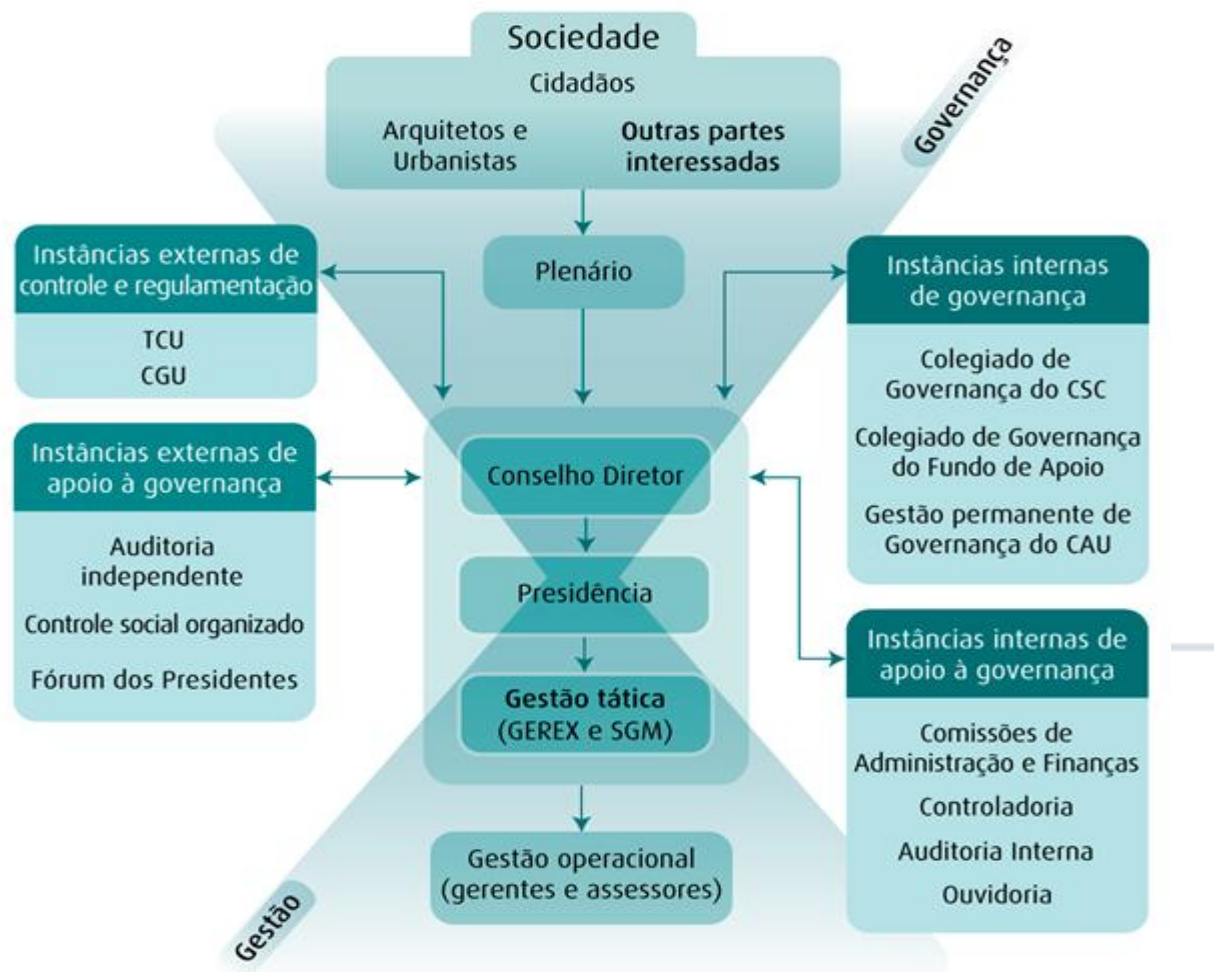 Sociedade
Cidadãos
Arquitetos e
Urbanistas
Outras partes
interessadas
Governança
Plenário
Instâncias externas de
controle e regulamentação
TCU
CGU
Instâncias externas de
apoio à governança
Auditoria
independente
Controle social organizado
Fórum dos Presidentes
Conselho Diretor
Presidência
Gestão tática
(GEREX e SGM)
Gestão operacional
(gerentes e assessores)
Gestão
Instâncias internas
de governança
Colegiado de
Governança do CSC
Colegiado de Governança
do Fundo de Apoio
Gestão permanente de
Governança do CAU
Instâncias internas de
apoio à governança
Comissões de
Administração e Finanças
Controladoria
Auditoria Interna
Ouvidoria